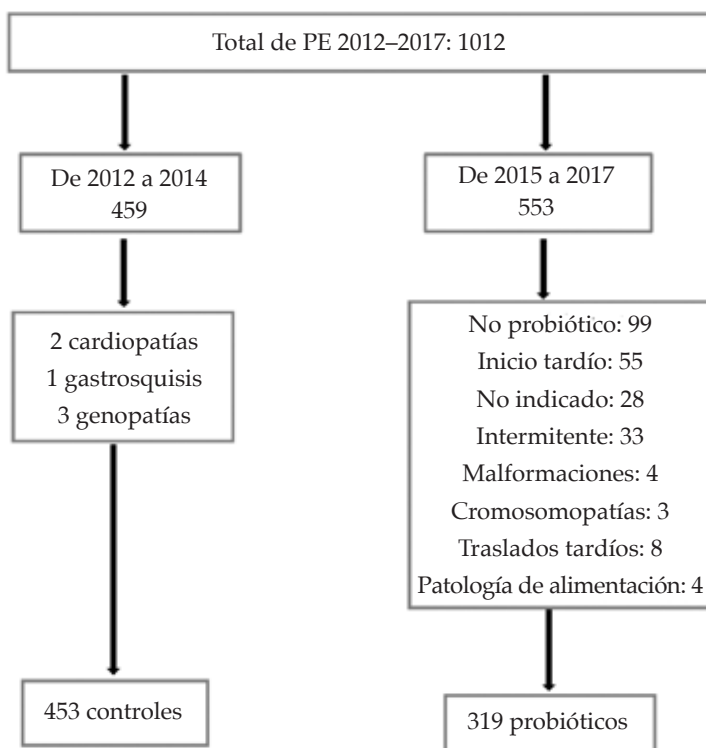 Total de PE 2012–2017: 1012
De 2012 a 2014
459
De 2015 a 2017
553
2 cardiopatías
1 gastrosquisis
3 genopatías
No probiótico: 99
Inicio tardío: 55
No indicado: 28
Intermitente: 33
Malformaciones: 4
Cromosomopatías: 3
Traslados tardíos: 8
Patología de alimentación: 4
453 controles
319 probióticos